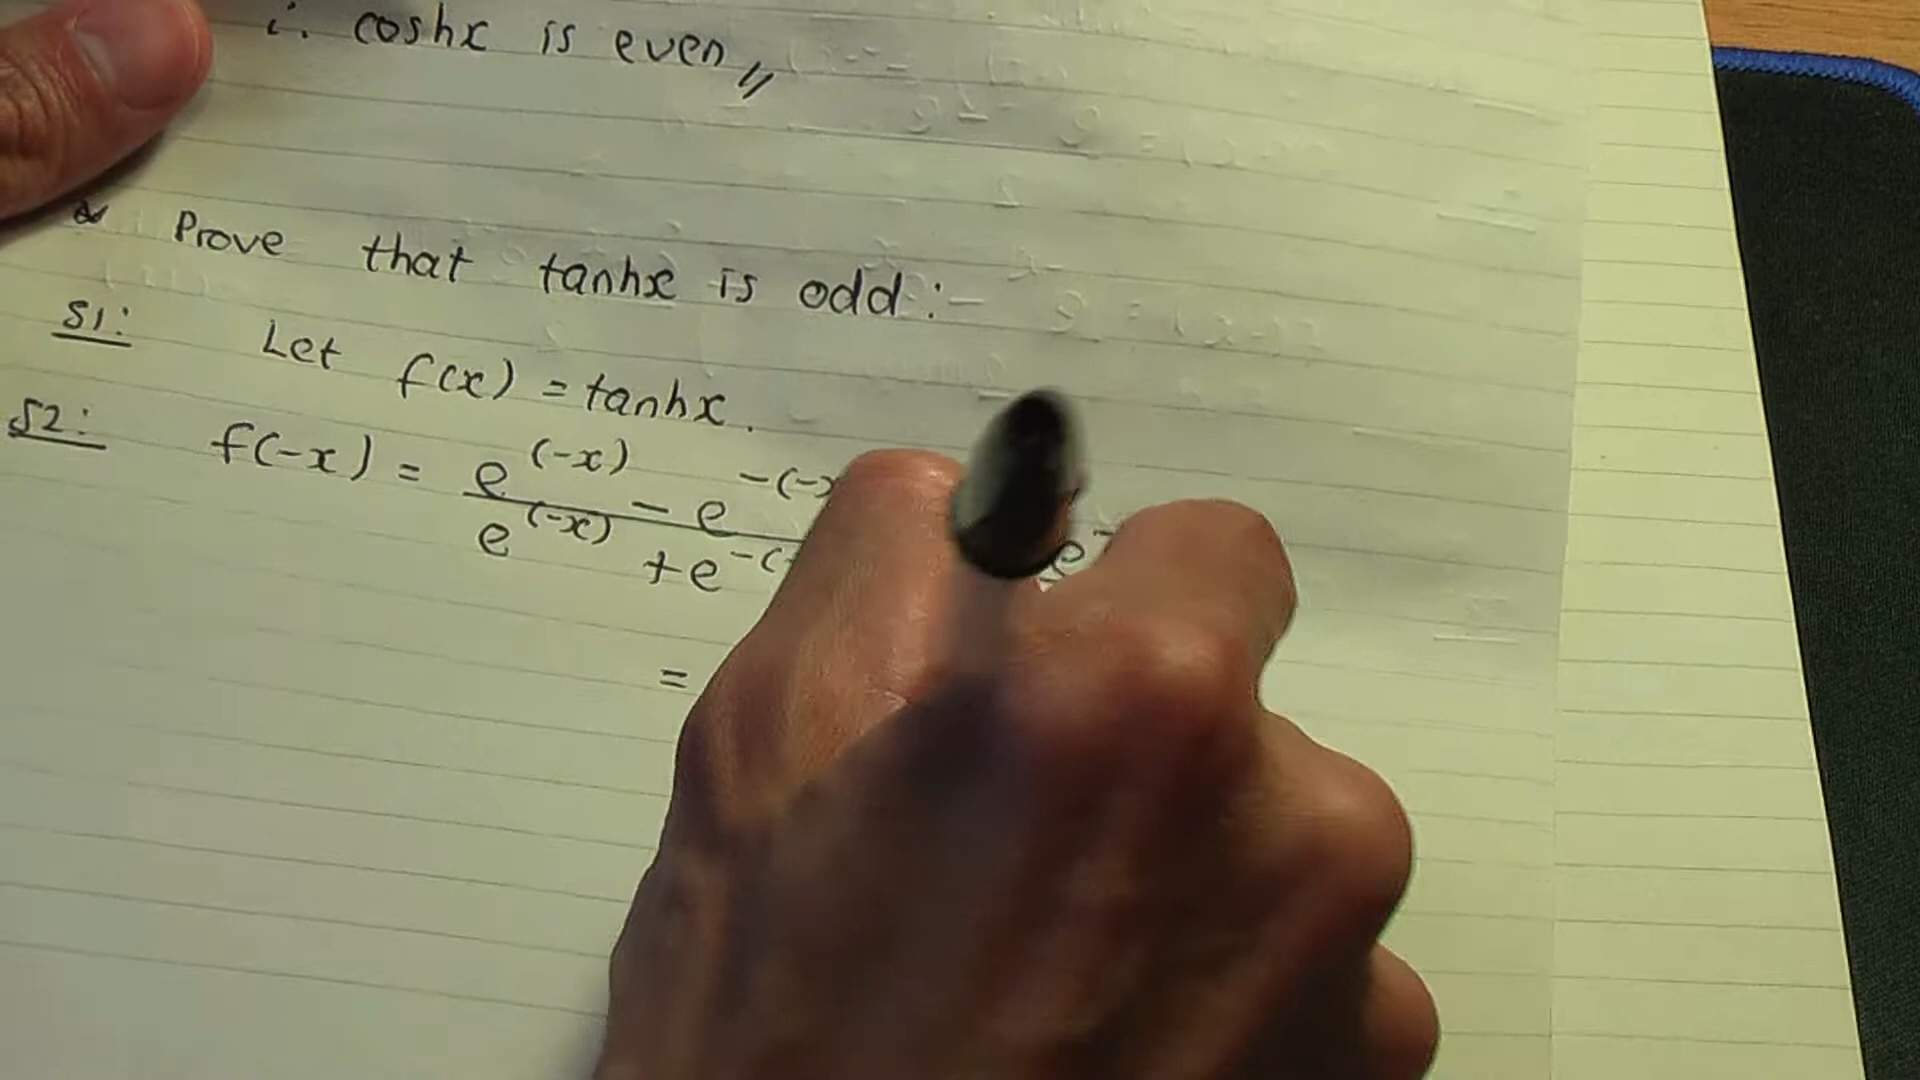 ∴ coshx is even
Prove that tanhx is odd :-
S1: Let f(x) = tanhx.
S2: f(-x) = e^(-x) - e^-(-x
e^(-x) + e^-(
e^-
=